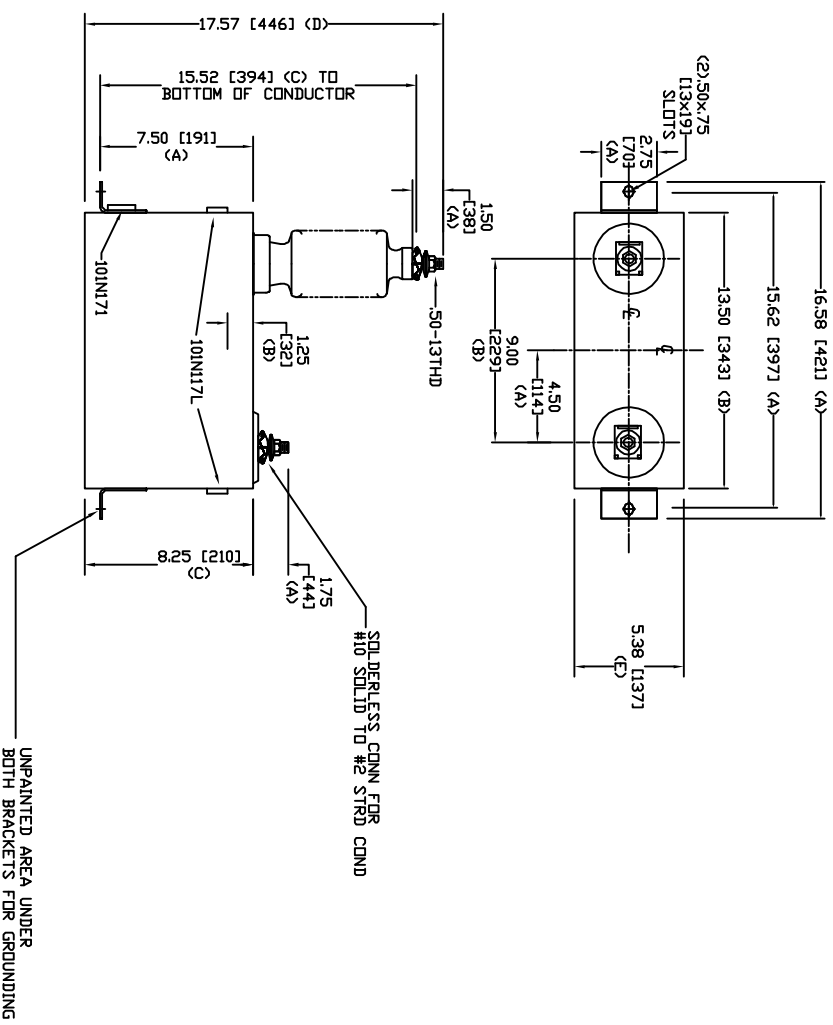 16.58 [421] (A)
15.62 [397] (A)
13.50 [343] (B)
9.00
[229]
(B)
4.50
[114]
(A)
(2).50x.75
[13x19]
SLOTS
2.75
[70]
(A)
5.38 [137]
(E)
CL
CL
17.57 [446] (D)
15.52 [394] (C) TO
BOTTOM OF CONDUCTOR
7.50 [191]
(A)
1.50
[38]
(A)
.50-13THD
1.25
[32]
(B)
101N171
101N117L
8.25 [210]
(C)
1.75
[44]
(A)
SOLDERLESS CONN FOR
#10 SOLID TO #2 STRD COND
UNPAINTED AREA UNDER
BOTH BRACKETS FOR GROUNDING